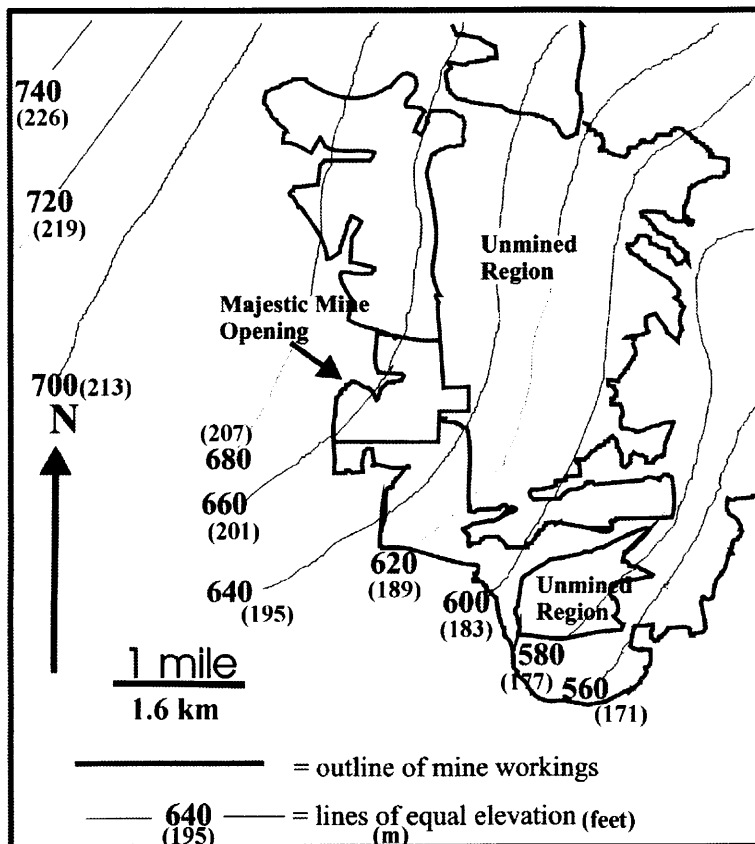 740
(226)
720
(219)
Unmined
Region
Majestic Mine
Opening
700(213)
N
(207)
680
660
(201)
620
(189)
640
(195)
600
(183)
Unmined
Region
580
(177)
560
(171)
1 mile
1.6 km
= outline of mine workings
640
(195)
= lines of equal elevation (feet)
(m)